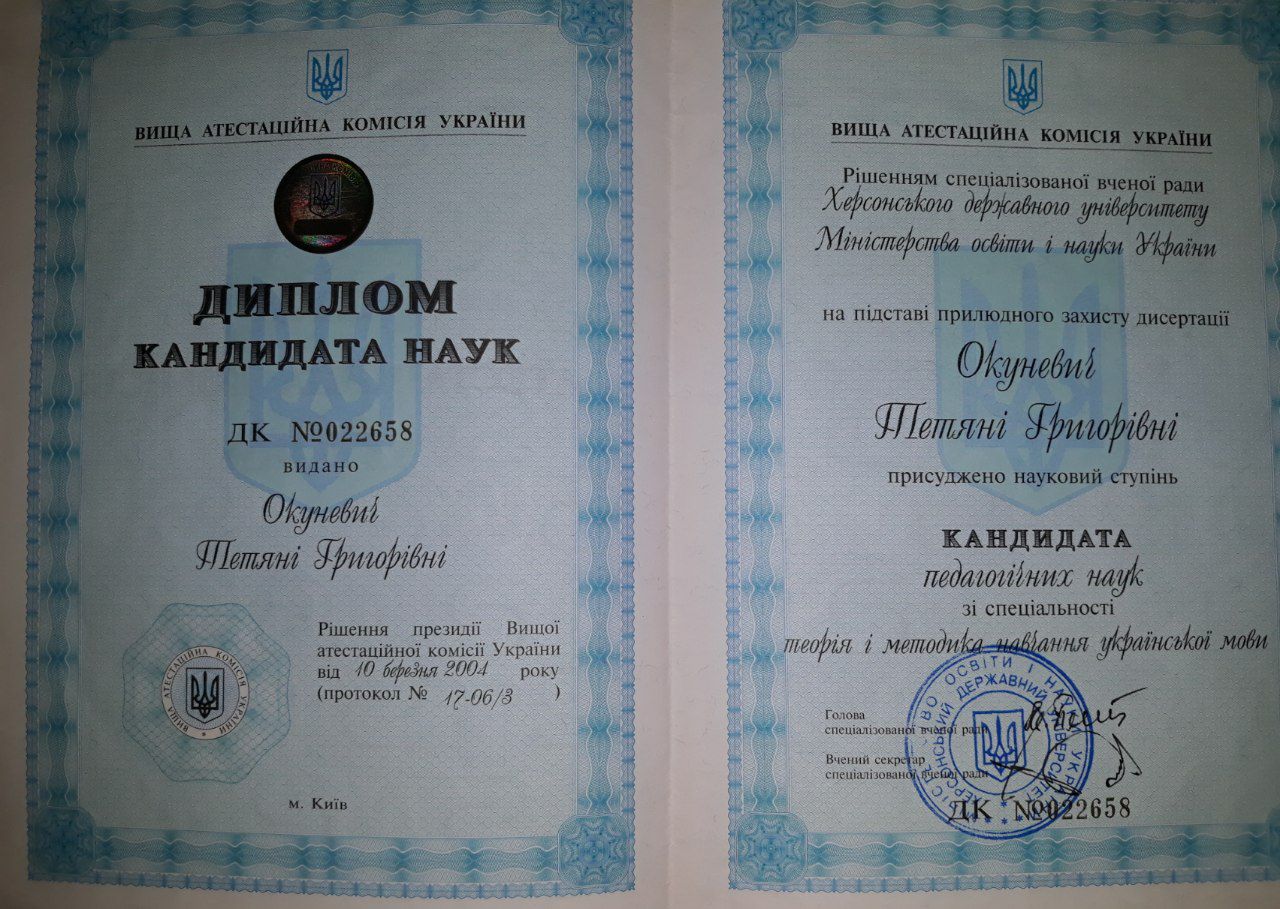 ВИЩА АТЕСТАЦІЙНА КОМІСІЯ УКРАЇНИ
ДИПЛОМ
КАНДИДАТА НАУК
ДК №022658
видано
Окуневич
Тетяні Григорівні
ВИЩА АТЕСТАЦІЙНА КОМІСІЯ УКРАЇНИ
Рішення президії Вищої
атестаційної комісії України
від 10 березня 2004 року
(протокол № 17-06/3 )
м. Київ
ВИЩА АТЕСТАЦІЙНА КОМІСІЯ УКРАЇНИ
Рішенням спеціалізованої вченої ради
Херсонського державного університету
Міністерства освіти і науки України
на підставі прилюдного захисту дисертації
Окуневич
Тетяні Григорівні
присуджено науковий ступінь
КАНДИДАТА
педагогічних наук
зі спеціальності
теорія і методика навчання української мови
Голова
спеціалізованої вченої ради
Вчений секретар
спеціалізованої вченої ради
ДК №022658